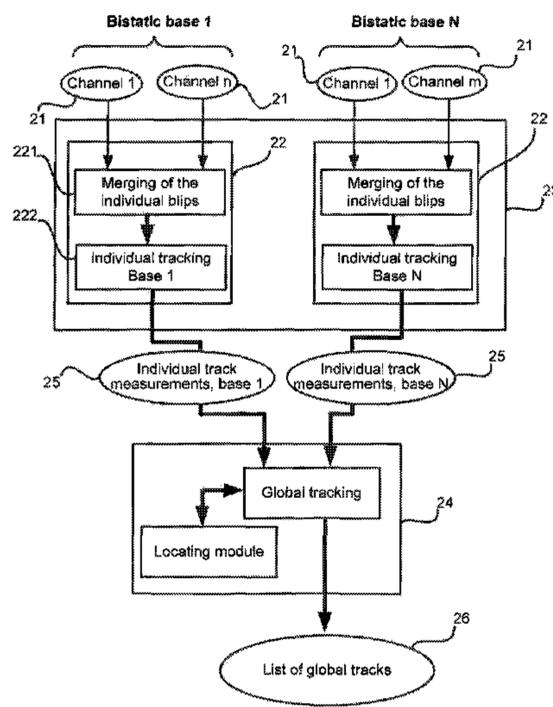 Bistatic base 1
Bistatic base N
21
21
Channel 1
Channel n
Channel 1
Channel m
21
21
22
22
221
Merging of the
individual blips
Merging of the
individual blips
222
Individual tracking
Base 1
Individual tracking
Base N
25
Individual track
measurements, base 1
Individual track
measurements, base N
25
Global tracking
24
Locating module
26
List of global tracks